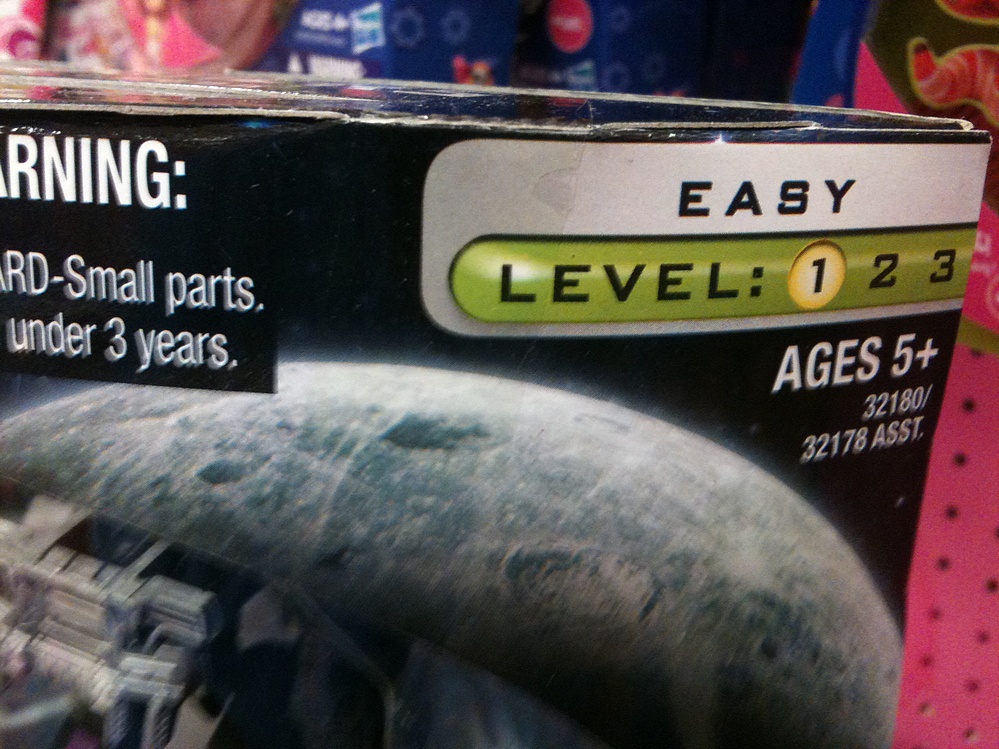 ARNING:
ARD-Small parts.
under 3 years.
EASY
LEVEL: 1 2 3
AGES 5+
32180/
32178 ASST.